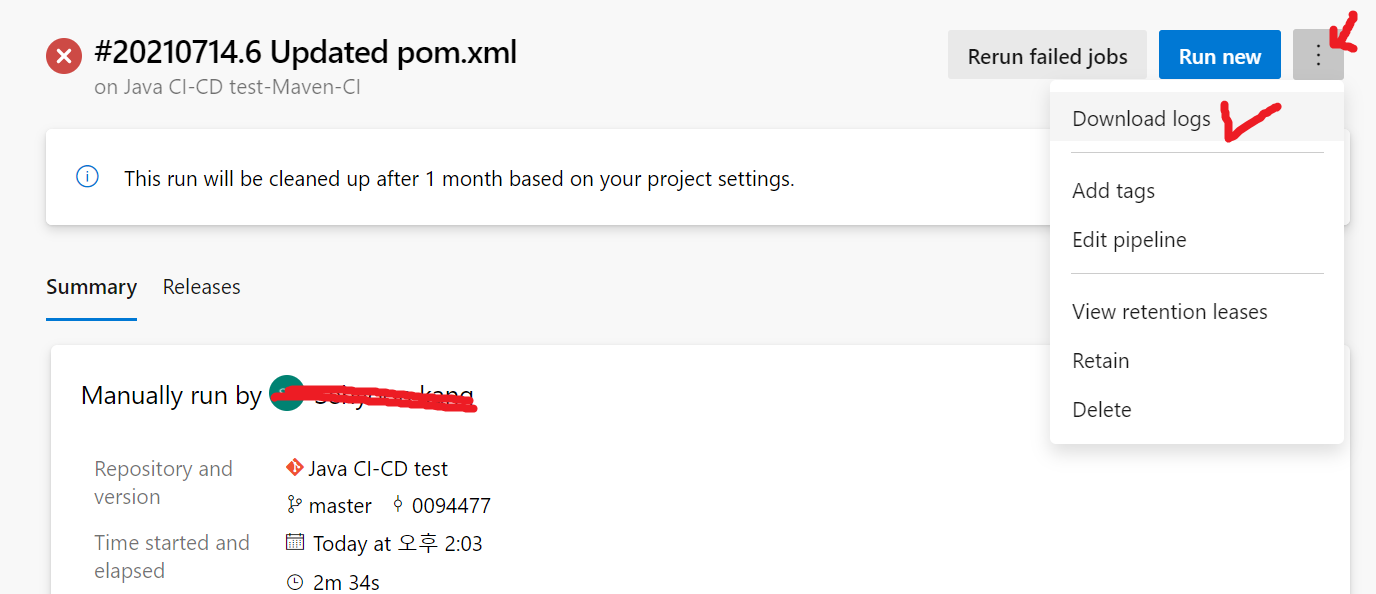 #20210714.6 Updated pom.xml
on Java CI-CD test-Maven-CI
Rerun failed jobs
Run new
Download logs
This run will be cleaned up after 1 month based on your project settings.
Add tags
Edit pipeline
View retention leases
Retain
Delete
Summary
Releases
Manually run by
Repository and
version
Java CI-CD test
master
0094477
Time started and
elapsed
Today at 오후 2:03
2m 34s